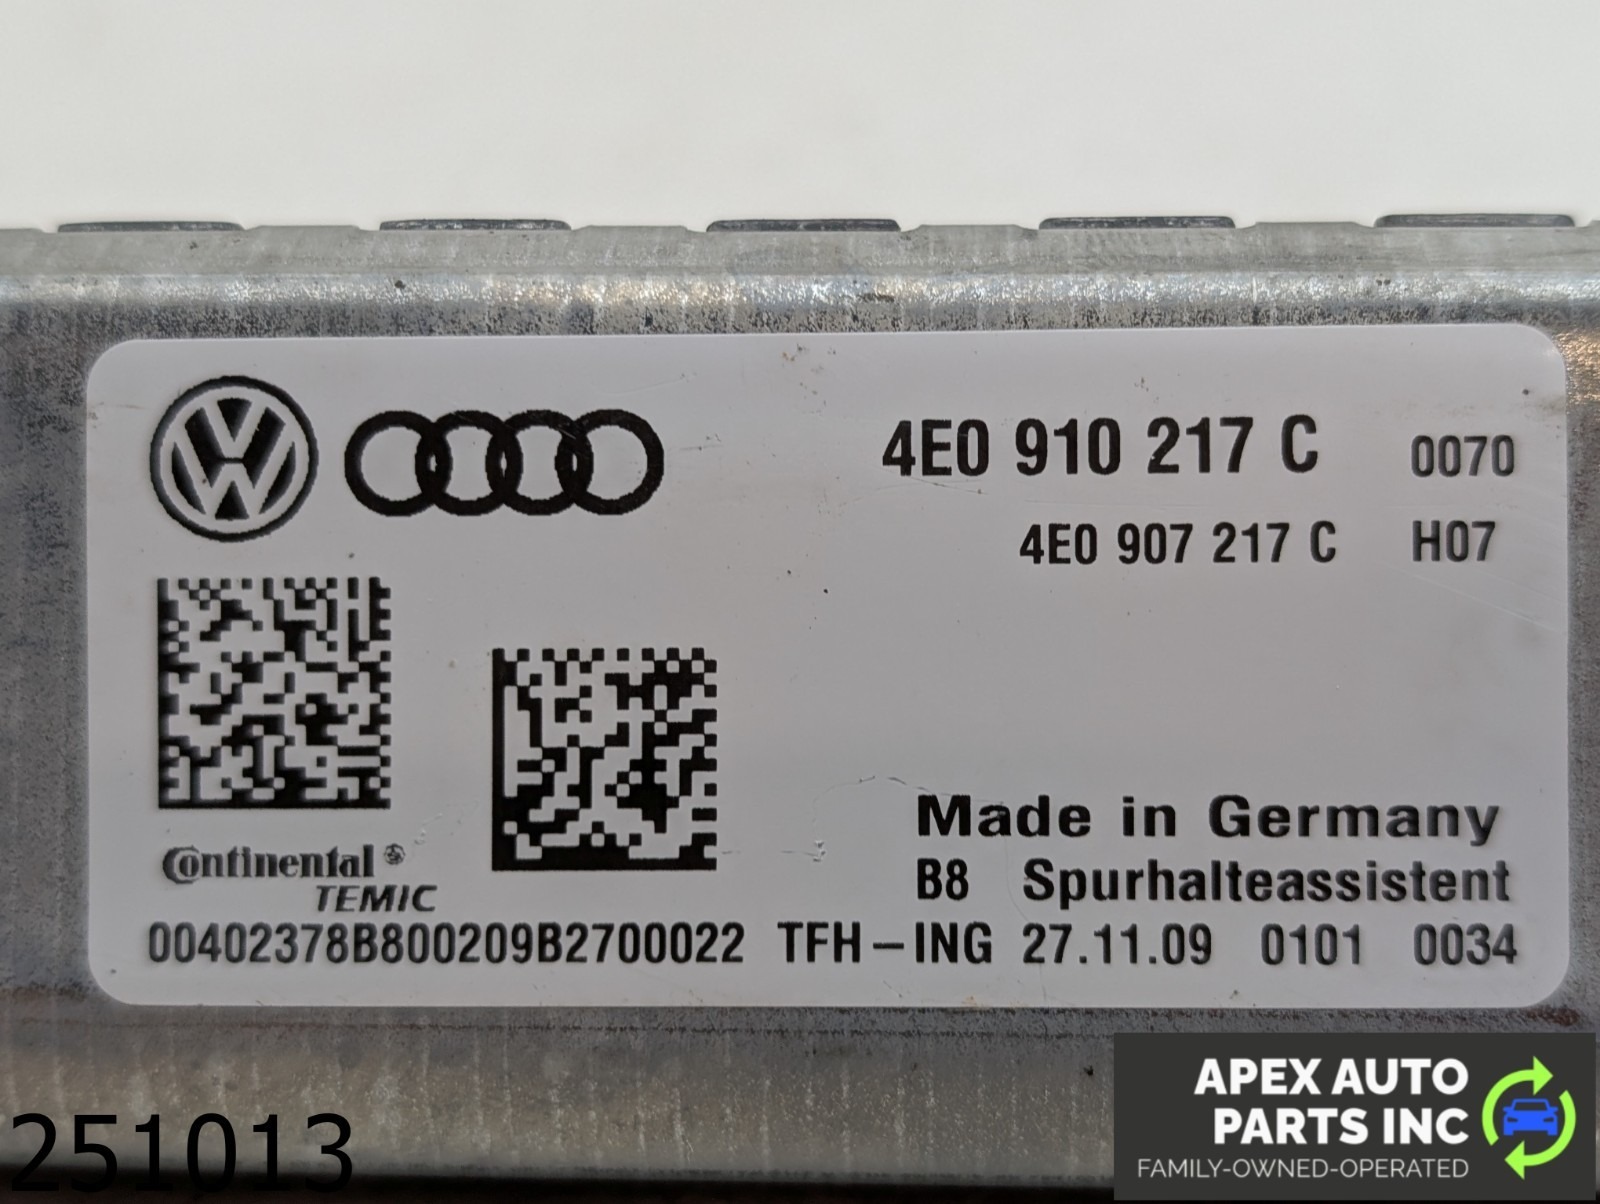 4E0 910 217 C 0070
4E0 907 217 C H07
Made in Germany
Continental
TEMIC
B8 Spurhalteassistent
00402378B800209B2700022 TFH-ING 27.11.09 0101 0034
251013
APEX AUTO
PARTS INC
FAMILY-OWNED-OPERATED